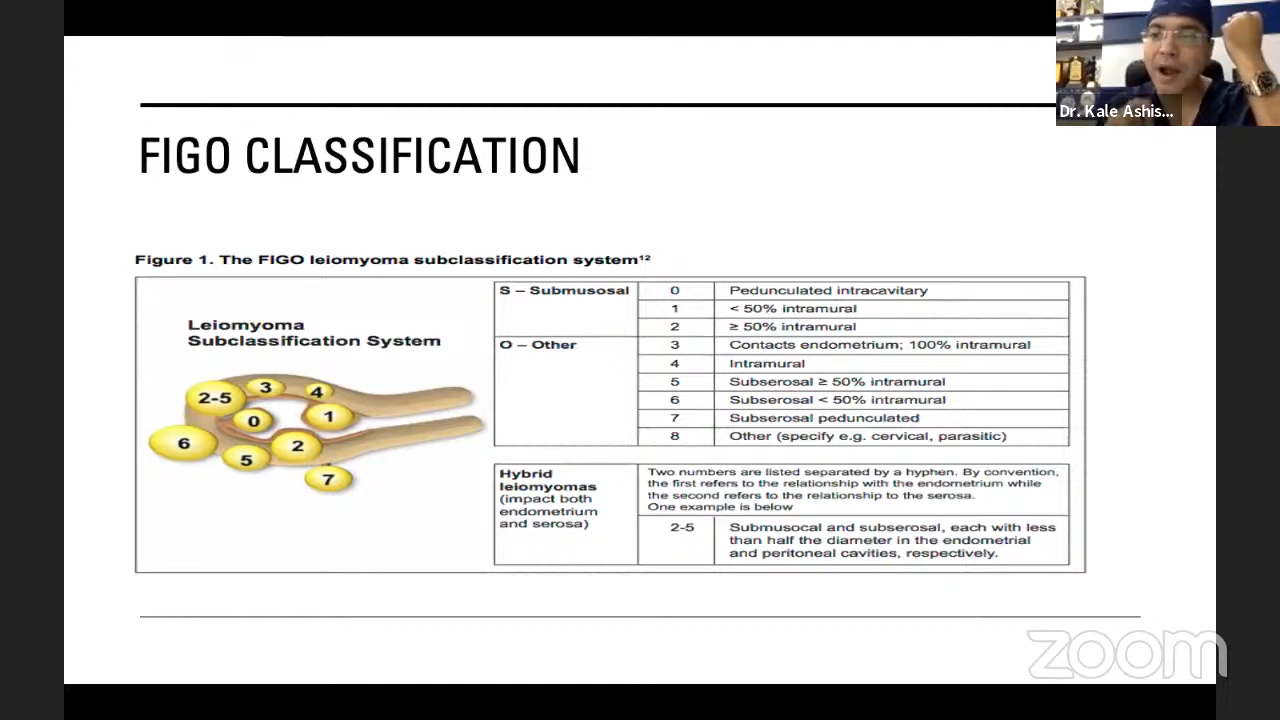 Dr. Kale Ashis...
FIGO CLASSIFICATION
Figure 1. The FIGO leiomyoma subclassification system¹²
Leiomyoma
Subclassification System
2-5
3
4
0
1
6
5
2
7
S – Submusosal
0
Pedunculated intracavitary
1
< 50% intramural
2
≥ 50% intramural
O – Other
3
Contacts endometrium; 100% intramural
4
Intramural
5
Subserosal ≥ 50% intramural
6
Subserosal < 50% intramural
7
Subserosal pedunculated
8
Other (specify e.g. cervical, parasitic)
Hybrid
leiomyomas
(impact both
endometrium
and serosa)
Two numbers are listed separated by a hyphen. By convention,
the first refers to the relationship with the endometrium while
the second refers to the relationship to the serosa.
One example is below
2-5
Submusocal and subserosal, each with less
than half the diameter in the endometrial
and peritoneal cavities, respectively.
zoom